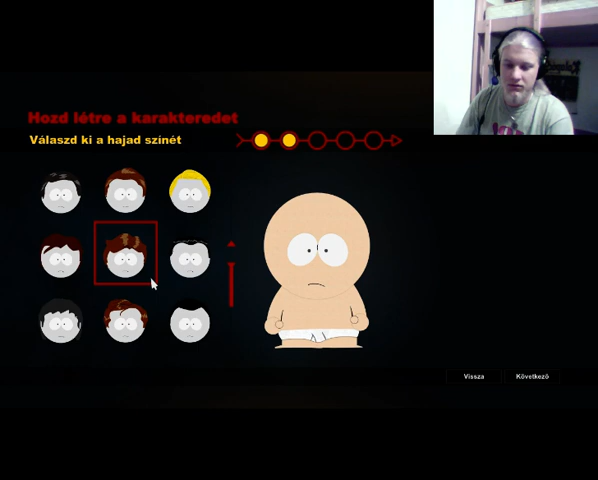 Hozd létre a karakteredet
Válaszd ki a hajad színét
Vissza
Következő